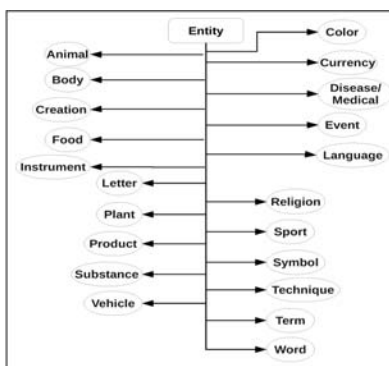 Entity
Color
Animal
Currency
Body
Disease/
Medical
Creation
Event
Food
Language
Instrument
Letter
Religion
Plant
Sport
Product
Symbol
Substance
Technique
Vehicle
Term
Word